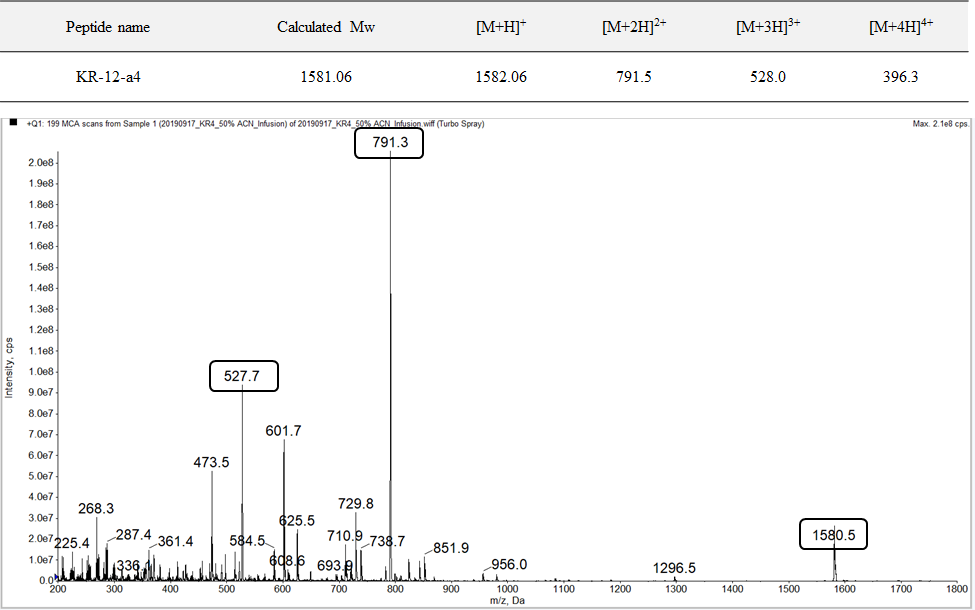 Peptide name Calculated Mw [M+H]+ [M+2H]2+ [M+3H]3+ [M+4H]4+
KR-12-a4 1581.06 1582.06 791.5 528.0 396.3
+Q1: 199 MCA scans from Sample 1 (20190917_KR4_50% ACN_Infusion) of 20190917_KR4_50% ACN_Infusion.wiff (Turbo Spray) Max. 2.1e8 cps.
791.3
2.0e8
1.9e8
1.8e8
1.7e8
1.6e8
1.5e8
1.4e8
1.3e8
1.2e8
1.1e8
1.0e8
9.0e7
8.0e7
7.0e7
6.0e7
5.0e7
4.0e7
3.0e7
2.0e7
1.0e7
0.0
Intensity, cps
527.7
601.7
473.5
268.3
729.8
625.5
225.4
287.4
361.4
584.5
710.9
738.7
1580.5
336
608.6
693.9
851.9
956.0
1296.5
200 300 400 500 600 700 800 900 1000 1100 1200 1300 1400 1500 1600 1700 1800
m/z, Da